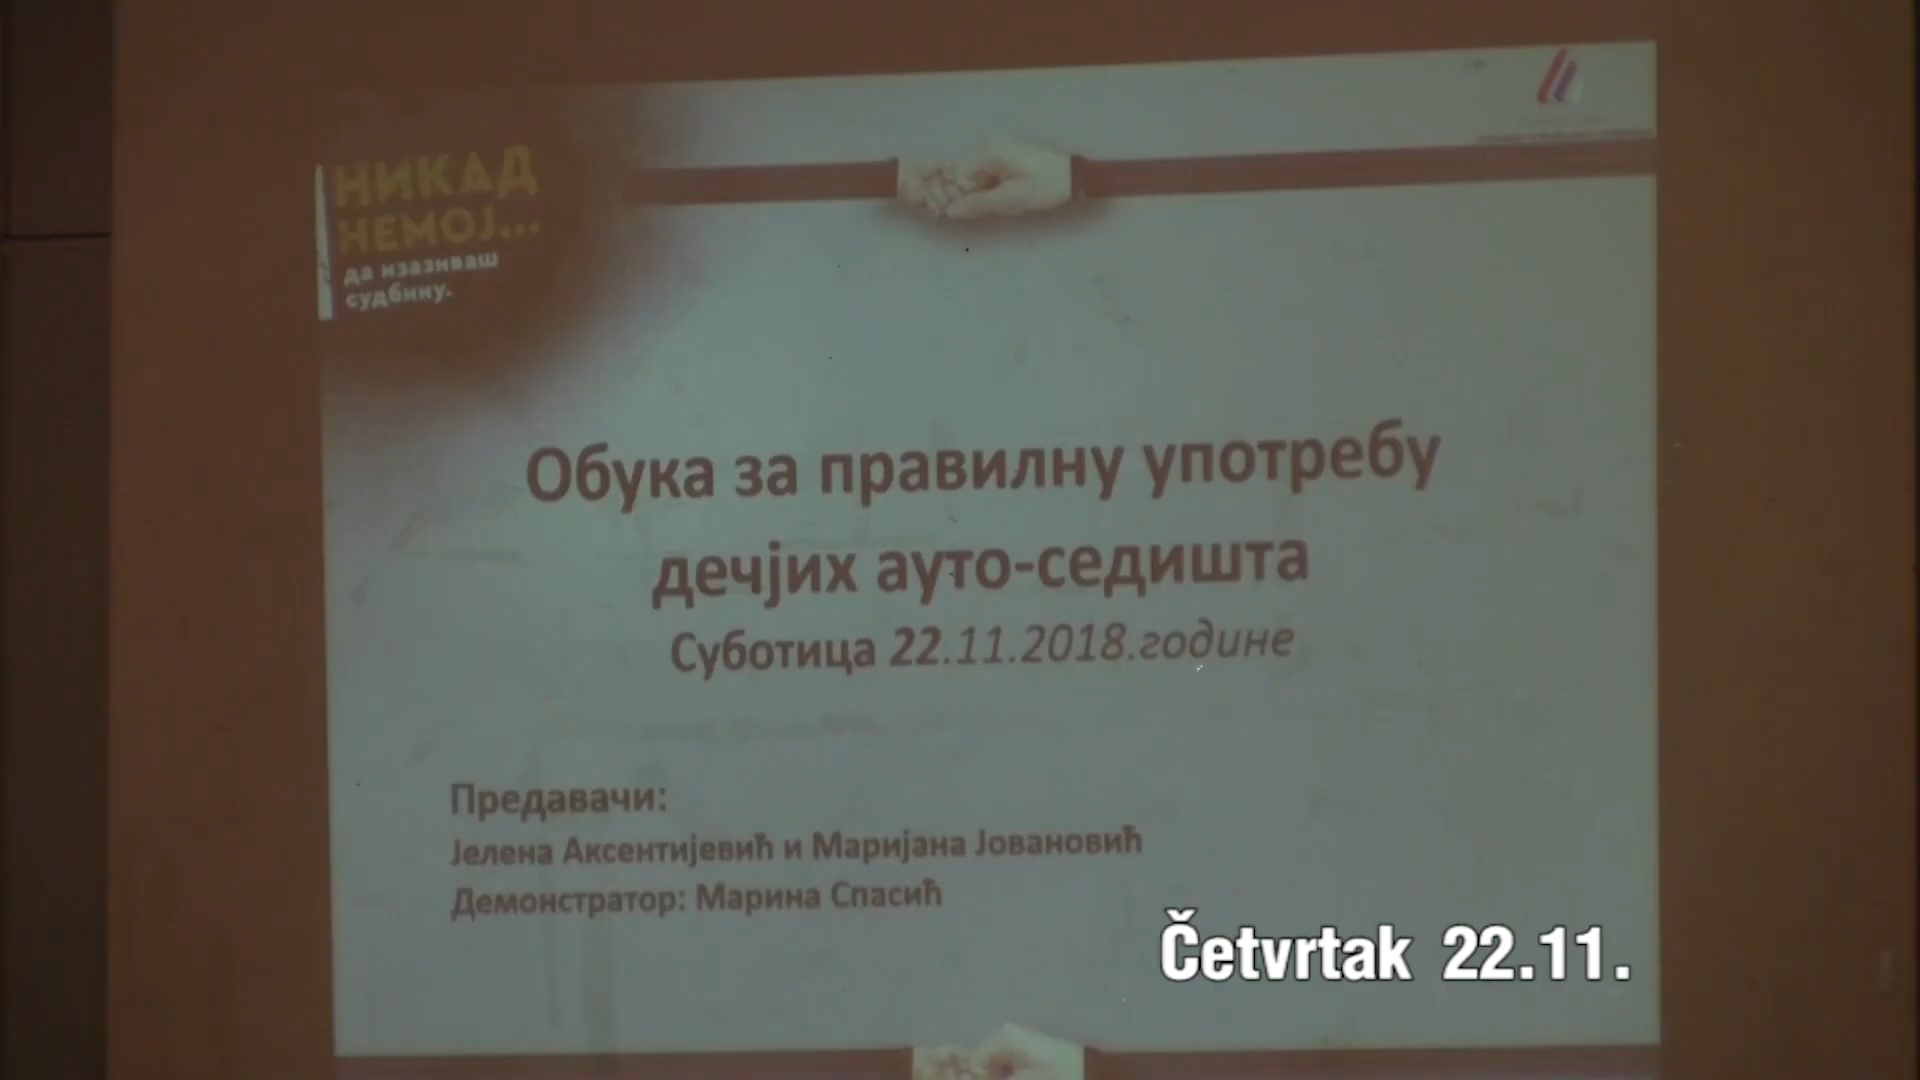 НИКАД
НЕМОЈ...
да изазиваш
судбину.
Обука за правилну употребу
дечјих ауто-седишта
Суботица 22.11.2018.године
Предавачи:
Јелена Аксентијевић и Маријана Јовановић
Демонстратор: Марина Спасић
Četvrtak 22.11.